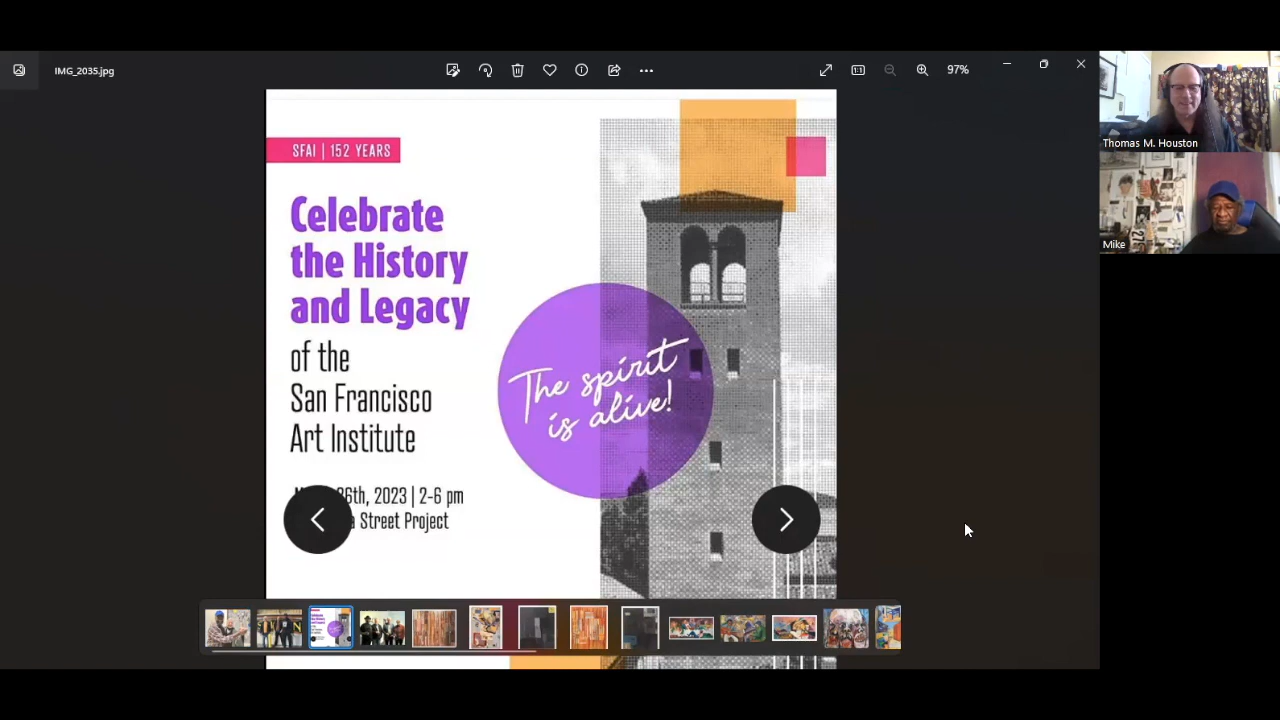 IMG_2035.jpg
97%
SFAI | 152 YEARS
Celebrate
the History
and Legacy
of the
San Francisco
Art Institute
The spirit
is alive!
26th, 2023 | 2-6 pm
Street Project
Thomas M. Houston
Mike